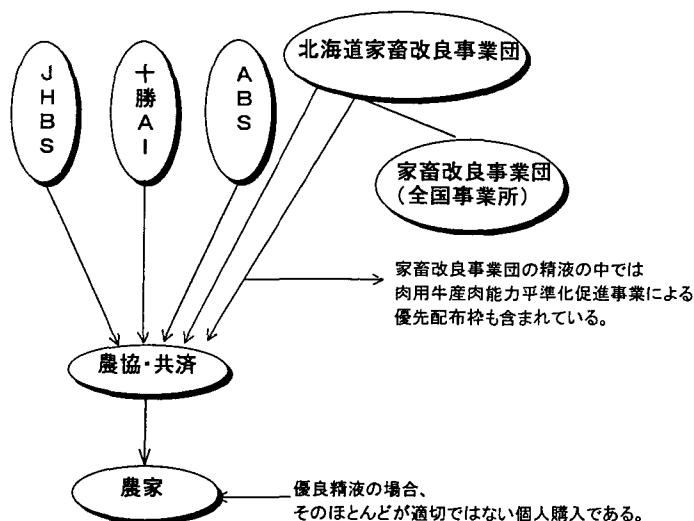 JHBS
十勝AI
ABS
北海道家畜改良事業団
家畜改良事業団
(全国事業所)
家畜改良事業団の精液の中では
肉用牛産肉能力平準化促進事業による
優先配布枠も含まれている。
農協・共済
農家
優良精液の場合、
そのほとんどが適切ではない個人購入である。